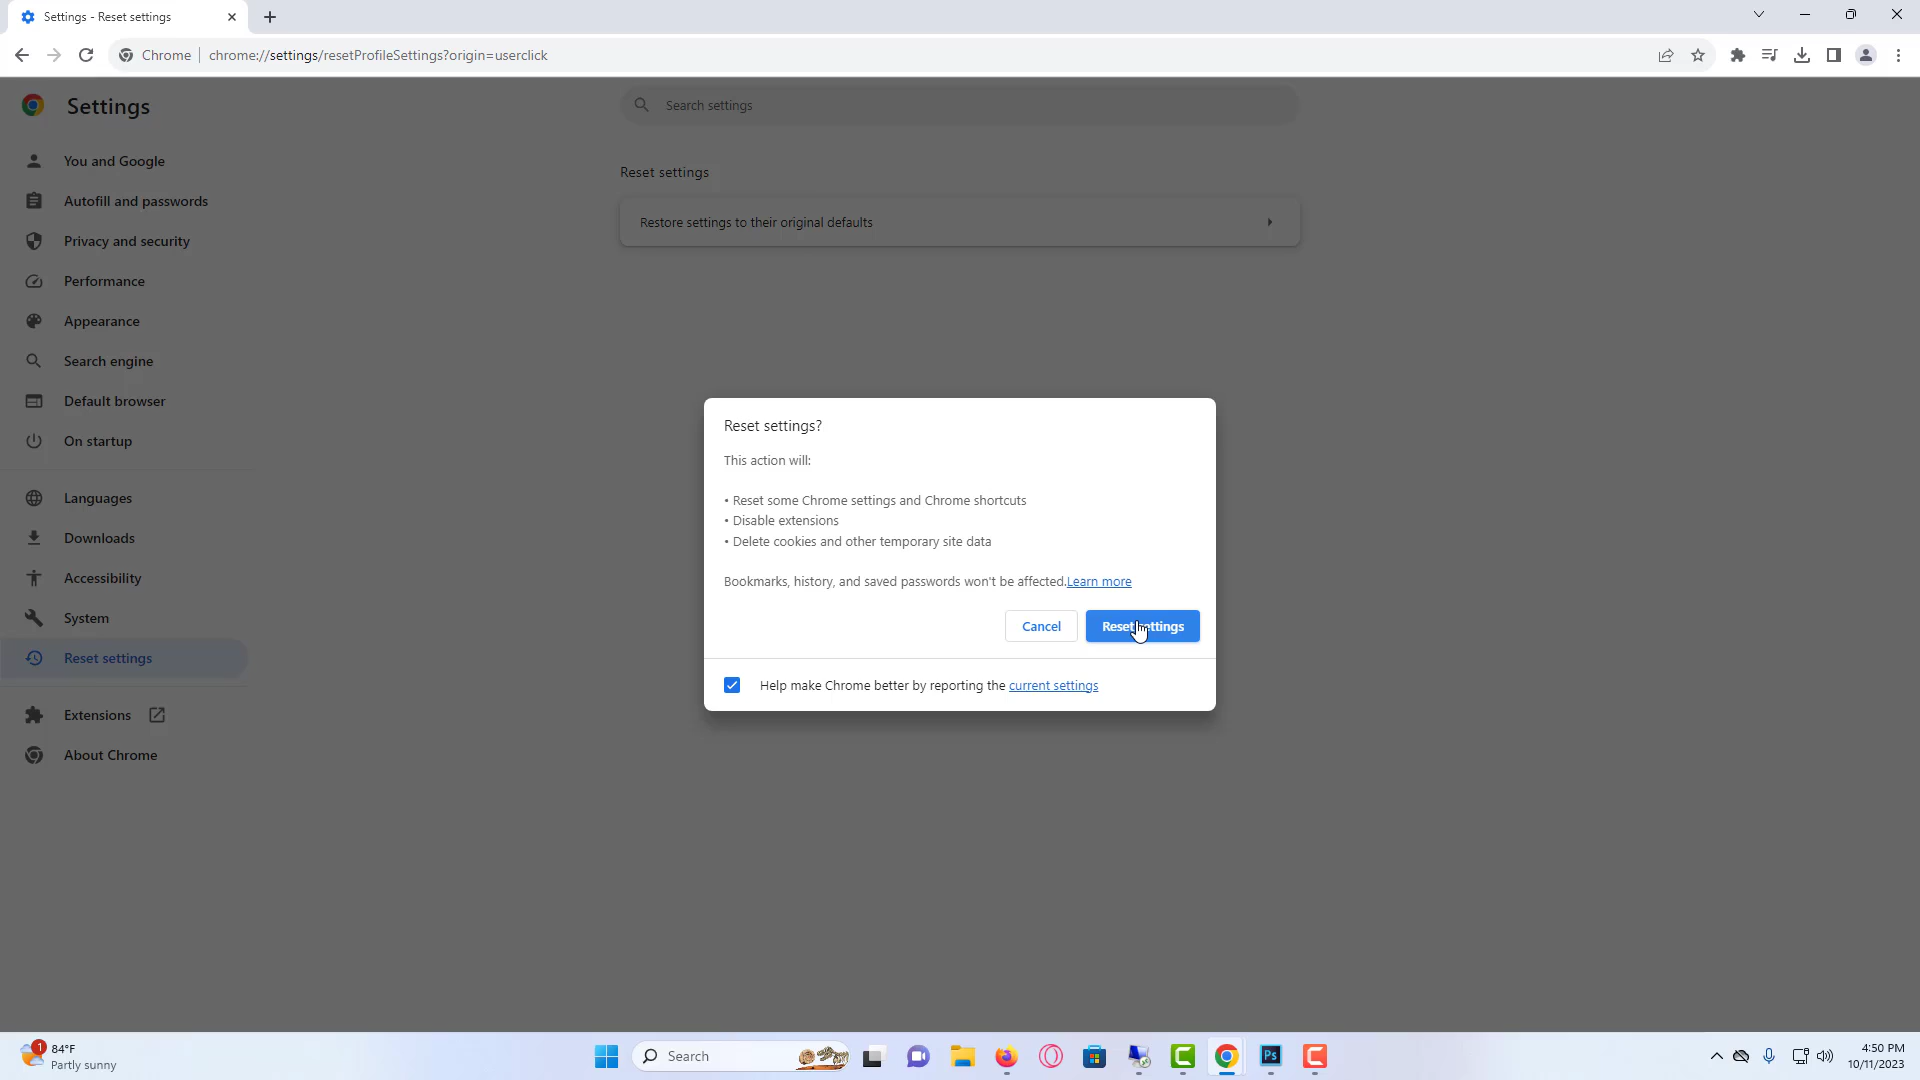 Settings - Reset settings
Chrome
chrome://settings/resetProfileSettings?origin=userclick
Settings
Search settings
You and Google
Autofill and passwords
Privacy and security
Performance
Appearance
Search engine
Default browser
On startup
Languages
Downloads
Accessibility
System
Reset settings
Extensions
About Chrome
Reset settings
Restore settings to their original defaults
Reset settings?
This action will:
• Reset some Chrome settings and Chrome shortcuts
• Disable extensions
• Delete cookies and other temporary site data
Bookmarks, history, and saved passwords won't be affected.Learn more
Cancel
Reset settings
Help make Chrome better by reporting the current settings
1
84°F
Partly sunny
Search
Ps
4:50 PM
10/11/2023